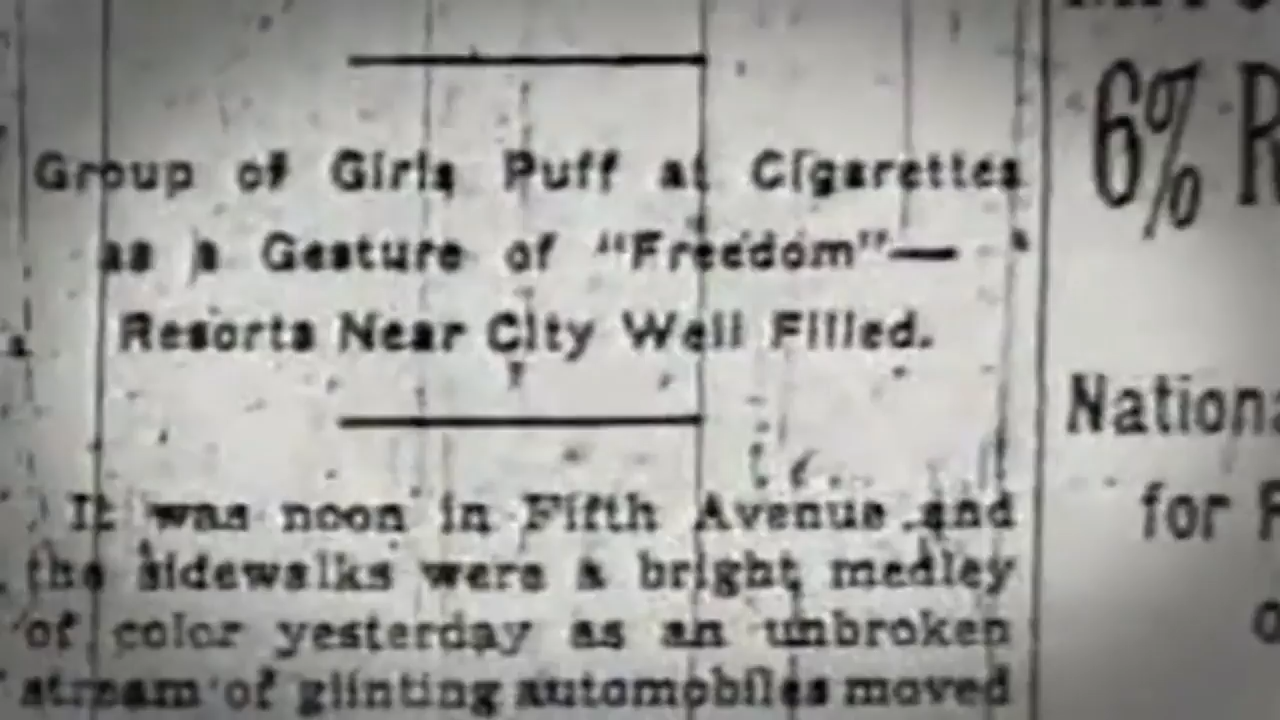 Group of Girls Puff at Cigarettes
as a Gesture of "Freedom"—
Resorts Near City Well Filled.
It was noon in Fifth Avenue and
the sidewalks were a bright medley
of color yesterday as an unbroken
stream of glinting automobiles moved
6% R
Nationa
for